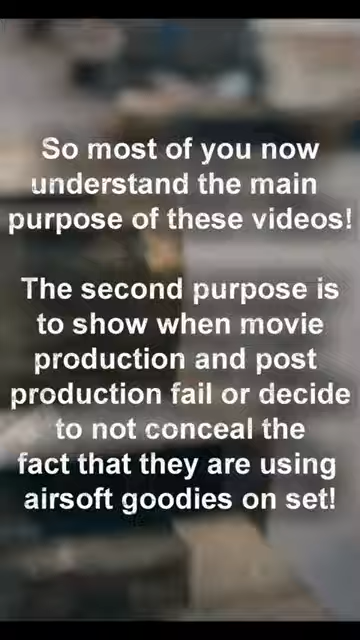 So most of you now
understand the main
purpose of these videos!
The second purpose is
to show when movie
production and post
production fail or decide
to not conceal the
fact that they are using
airsoft goodies on set!